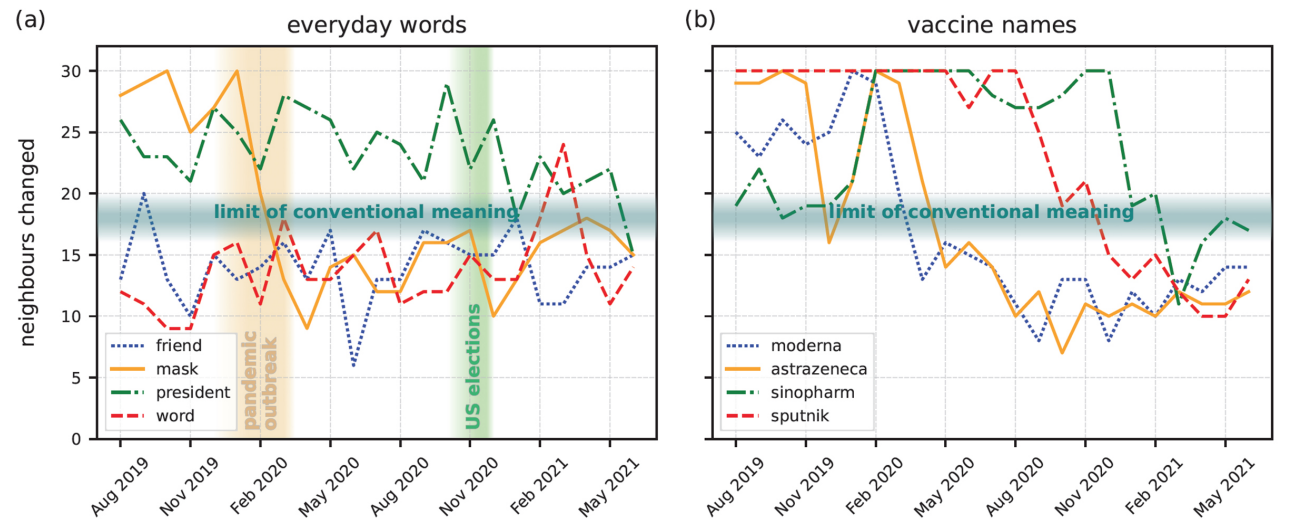 (a)
everyday words
neighbours changed
30
25
20
15
10
5
0
limit of conventional meaning
pandemic
outbreak
US elections
friend
mask
president
word
Aug 2019
Nov 2019
Feb 2020
May 2020
Aug 2020
Nov 2020
Feb 2021
May 2021
(b)
vaccine names
limit of conventional meaning
moderna
astrazeneca
sinopharm
sputnik
Aug 2019
Nov 2019
Feb 2020
May 2020
Aug 2020
Nov 2020
Feb 2021
May 2021